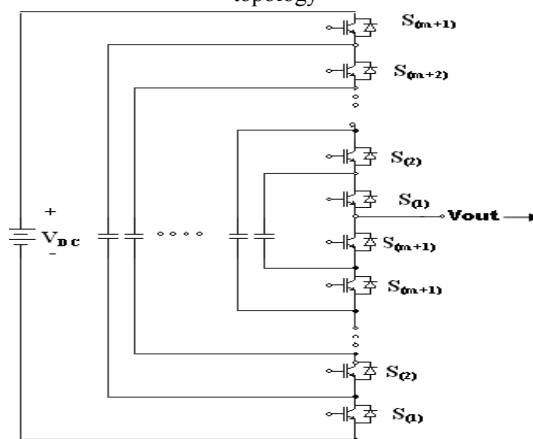 topology
S(m+1)
S(m+2)
S(2)
S(1)
+
VDC
-
Vout
S(m+1)
S(m+1)
S(2)
S(1)